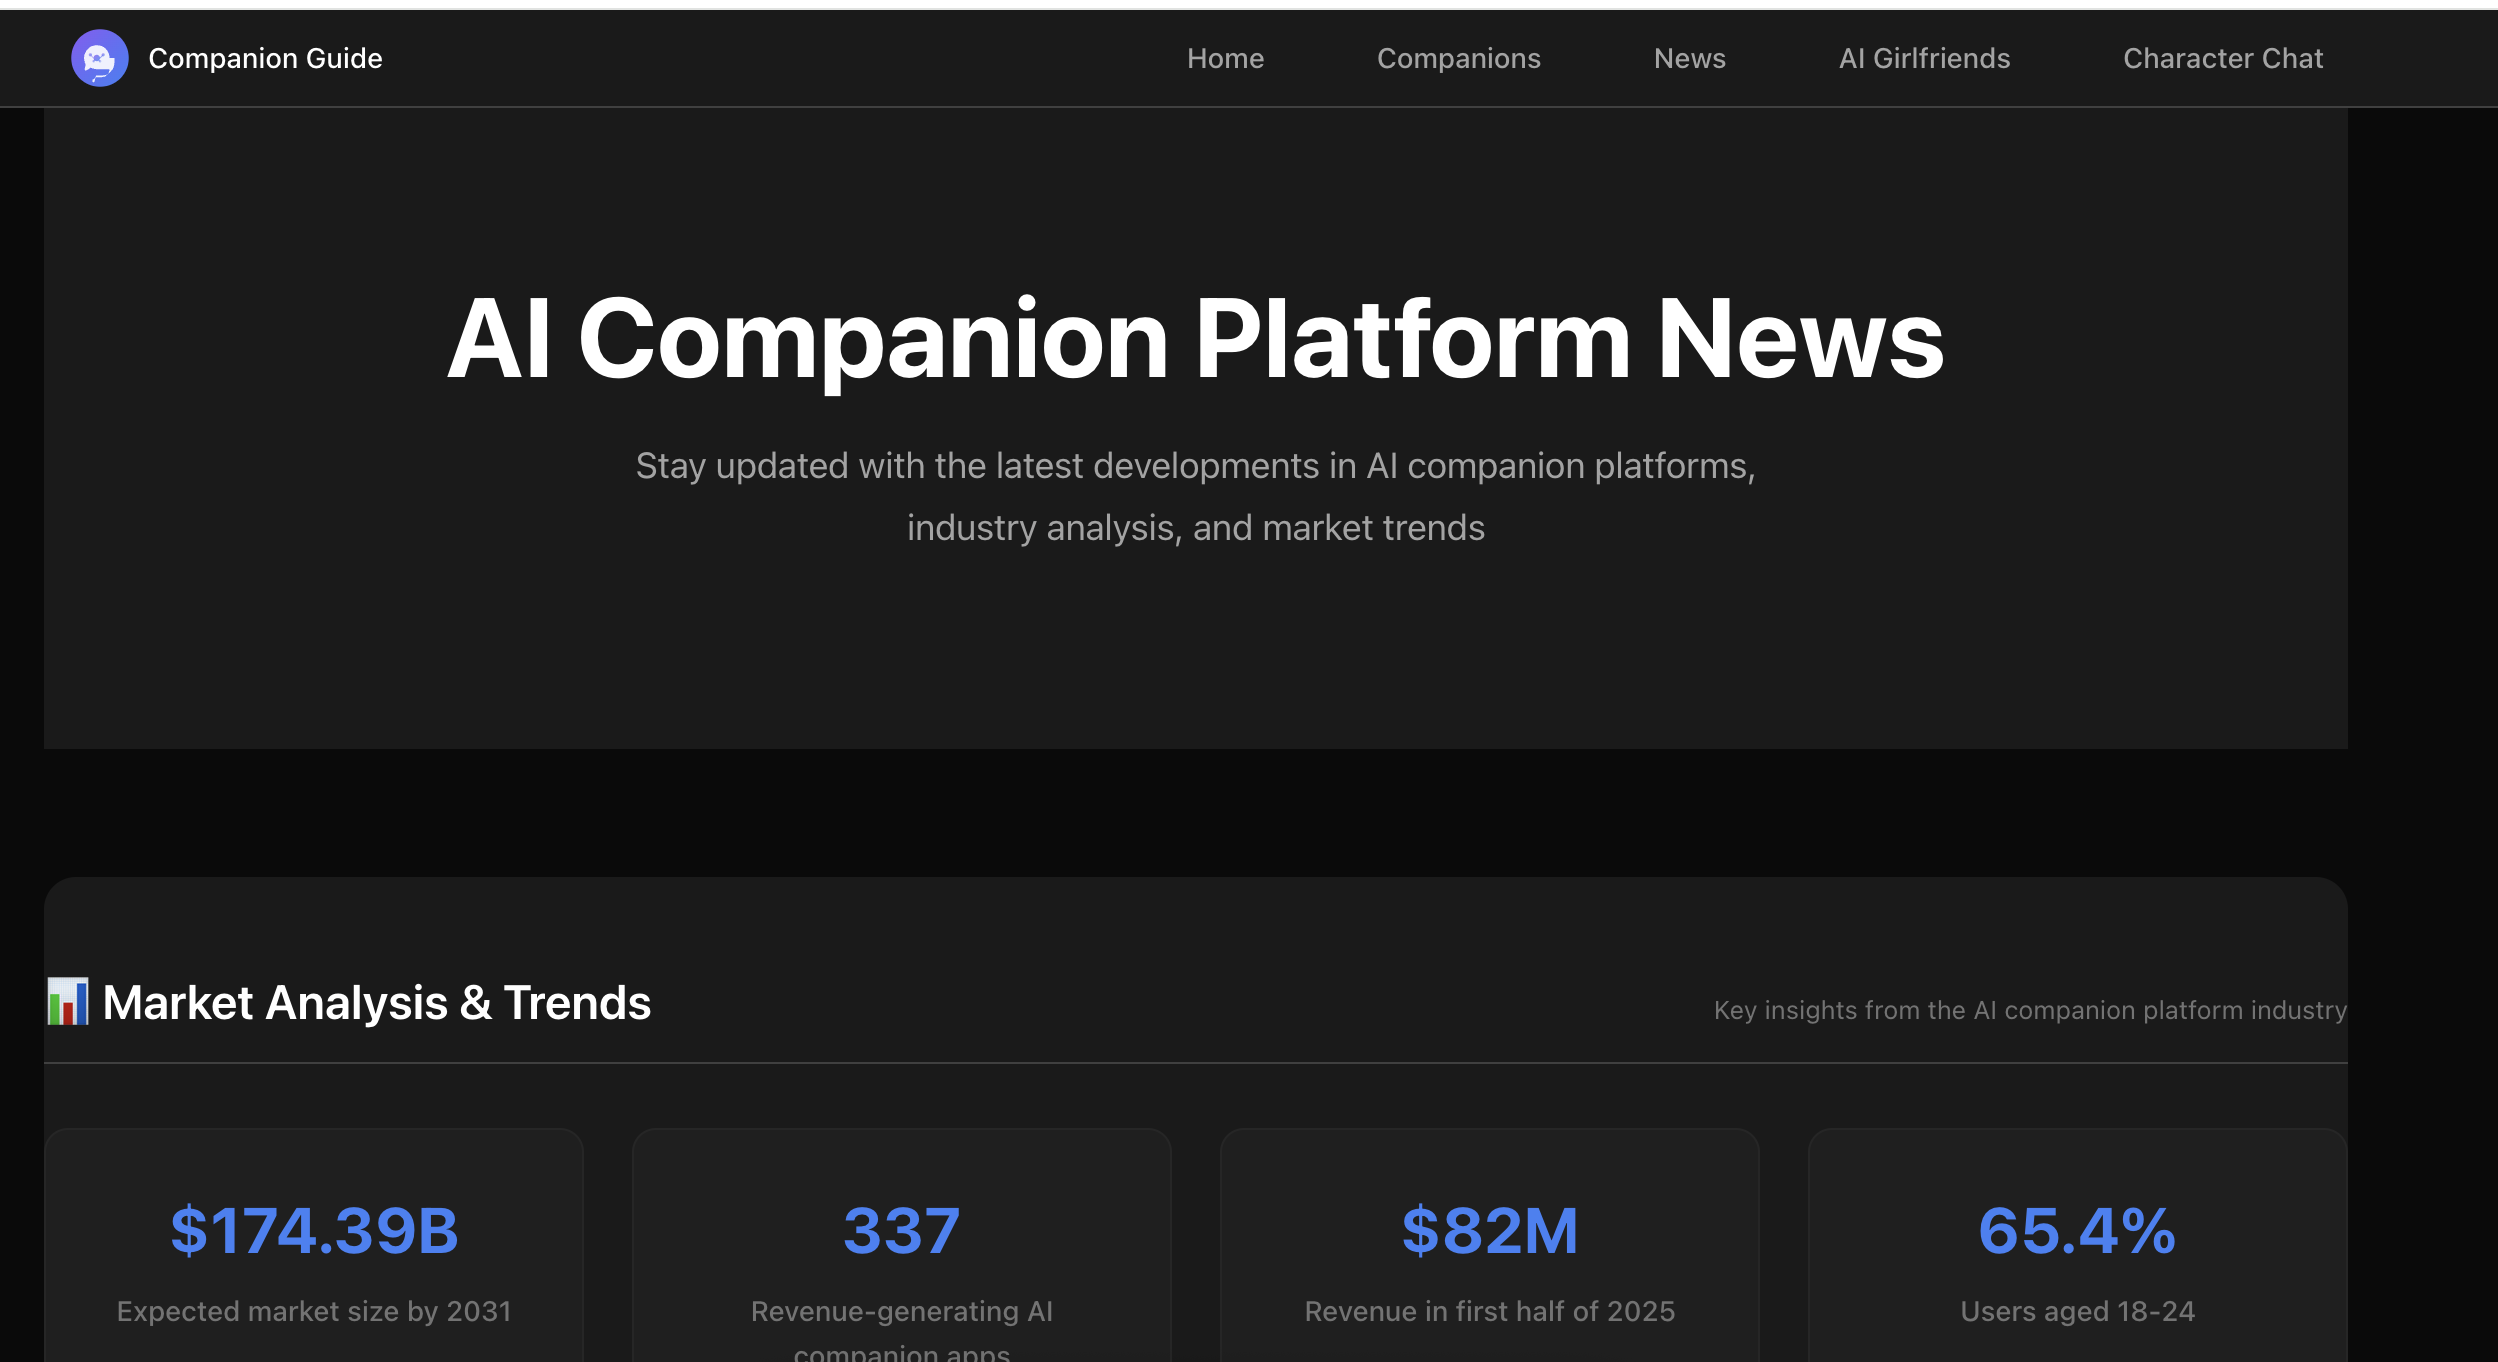 Companion Guide
Home
Companions
News
AI Girlfriends
Character Chat
AI Companion Platform News
Stay updated with the latest developments in AI companion platforms,
industry analysis, and market trends
Market Analysis & Trends
Key insights from the AI companion platform industry
$174.39B
Expected market size by 2031
337
Revenue-generating AI
companion apps
$82M
Revenue in first half of 2025
65.4%
Users aged 18-24